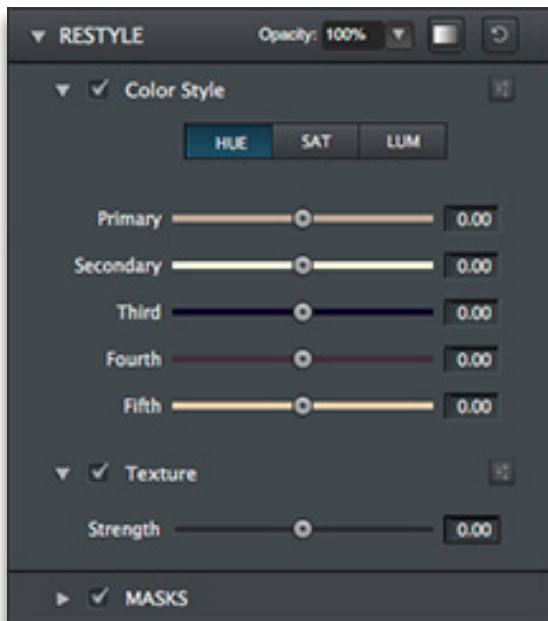 RESTYLE Opacity: 100%
Color Style
HUE SAT LUM
Primary 0.00
Secondary 0.00
Third 0.00
Fourth 0.00
Fifth 0.00
Texture
Strength 0.00
MASKS